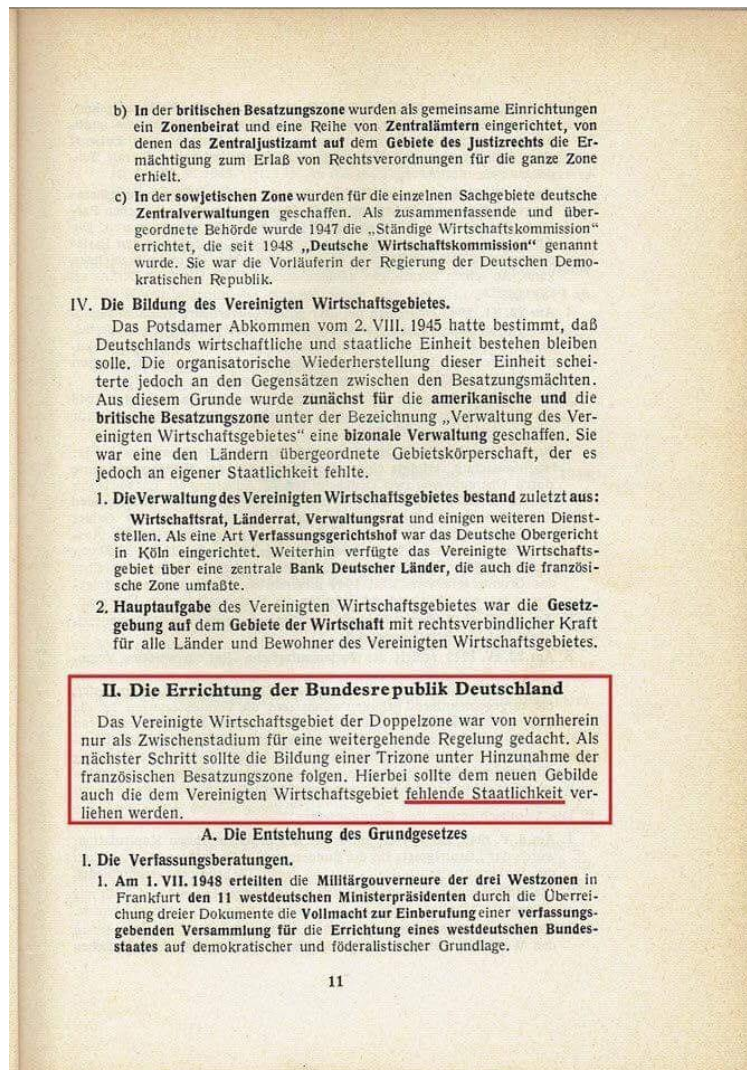 b) In der britischen Besatzungszone wurden als gemeinsame Einrichtungen
ein Zonenbeirat und eine Reihe von Zentralämtern eingerichtet, von
denen das Zentraljustizamt auf dem Gebiete des Justizrechts die Er-
mächtigung zum Erlaß von Rechtsverordnungen für die ganze Zone
erhielt.
c) In der sowjetischen Zone wurden für die einzelnen Sachgebiete deutsche
Zentralverwaltungen geschaffen. Als zusammenfassende und über-
geordnete Behörde wurde 1947 die „Ständige Wirtschaftskommission“
errichtet, die seit 1948 „Deutsche Wirtschaftskommission“ genannt
wurde. Sie war die Vorläuferin der Regierung der Deutschen Demo-
kratischen Republik.
IV. Die Bildung des Vereinigten Wirtschaftsgebietes.
Das Potsdamer Abkommen vom 2. VIII. 1945 hatte bestimmt, daß
Deutschlands wirtschaftliche und staatliche Einheit bestehen bleiben
solle. Die organisatorische Wiederherstellung dieser Einheit schei-
terte jedoch an den Gegensätzen zwischen den Besatzungsmächten.
Aus diesem Grunde wurde zunächst für die amerikanische und die
britische Besatzungszone unter der Bezeichnung „Verwaltung des Ver-
einigten Wirtschaftsgebietes“ eine bizonale Verwaltung geschaffen. Sie
war eine den Ländern übergeordnete Gebietskörperschaft, der es
jedoch an eigener Staatlichkeit fehlte.
1. Die Verwaltung des Vereinigten Wirtschaftsgebietes bestand zuletzt aus:
Wirtschaftsrat, Länderrat, Verwaltungsrat und einigen weiteren Dienst-
stellen. Als eine Art Verfassungsgerichtshof war das Deutsche Obergericht
in Köln eingerichtet. Weiterhin verfügte das Vereinigte Wirtschafts-
gebiet über eine zentrale Bank Deutscher Länder, die auch die französi-
sche Zone umfaßte.
2. Hauptaufgabe des Vereinigten Wirtschaftsgebietes war die Gesetz-
gebung auf dem Gebiete der Wirtschaft mit rechtsverbindlicher Kraft
für alle Länder und Bewohner des Vereinigten Wirtschaftsgebietes.
II. Die Errichtung der Bundesrepublik Deutschland
Das Vereinigte Wirtschaftsgebiet der Doppelzone war von vornherein
nur als Zwischenstadium für eine weitergehende Regelung gedacht. Als
nächster Schritt sollte die Bildung einer Trizone unter Hinzunahme der
französischen Besatzungszone folgen. Hierbei sollte dem neuen Gebilde
auch die dem Vereinigten Wirtschaftsgebiet fehlende Staatlichkeit ver-
liehen werden.
A. Die Entstehung des Grundgesetzes
I. Die Verfassungsberatungen.
1. Am 1. VII. 1948 erteilten die Militärgouverneure der drei Westzonen in
Frankfurt den 11 westdeutschen Ministerpräsidenten durch die Überrei-
chung dreier Dokumente die Vollmacht zur Einberufung einer verfassungs-
gebenden Versammlung für die Errichtung eines westdeutschen Bundes-
staates auf demokratischer und föderalistischer Grundlage.
11